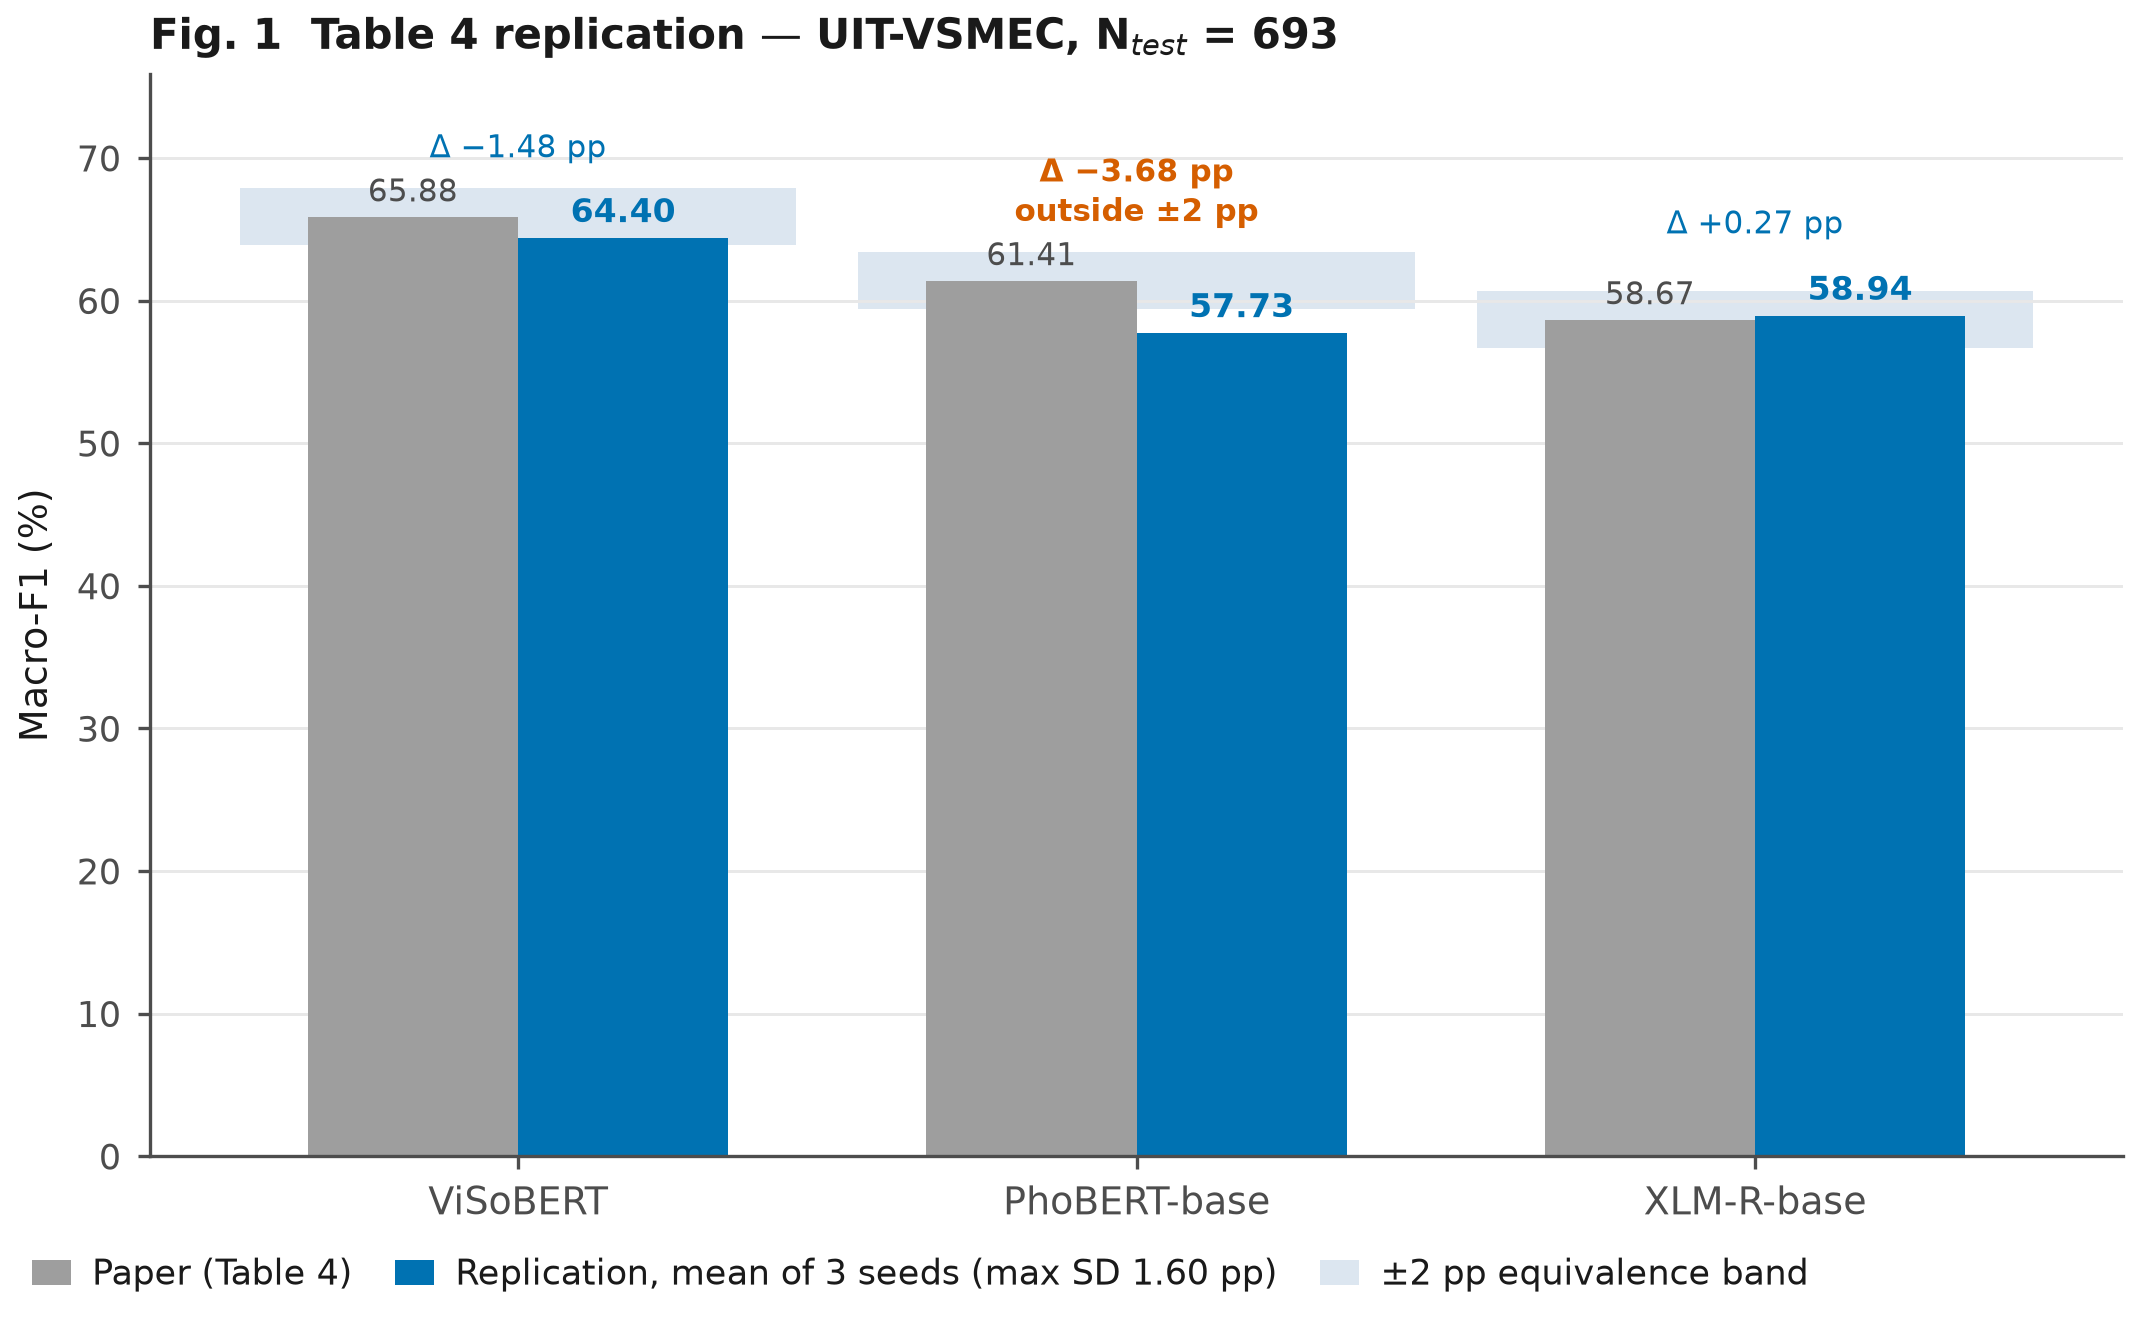 Fig. 1  Table 4 replication — UIT-VSMEC, N_test = 693
Macro-F1 (%)
70
60
50
40
30
20
10
0
Δ −1.48 pp
65.88
64.40
Δ −3.68 pp
outside ±2 pp
61.41
57.73
Δ +0.27 pp
58.67
58.94
ViSoBERT
PhoBERT-base
XLM-R-base
Paper (Table 4)
Replication, mean of 3 seeds (max SD 1.60 pp)
±2 pp equivalence band